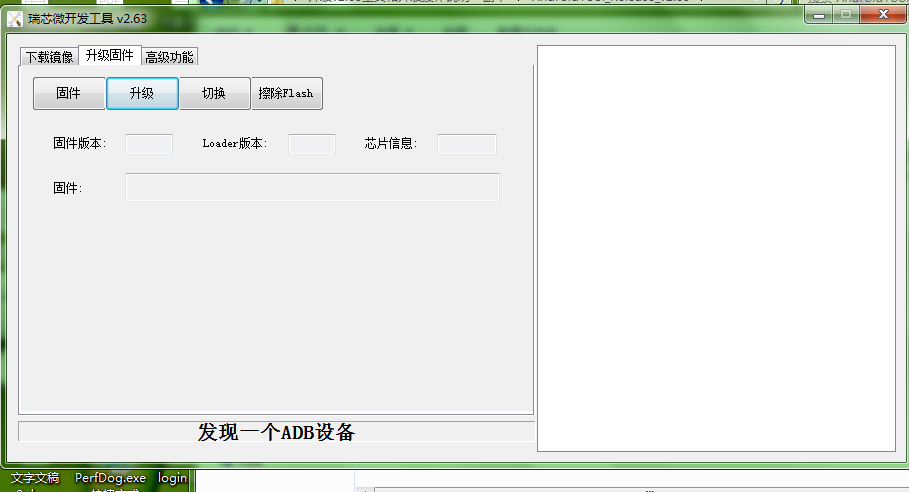 瑞芯微开发工具 v2.63
下载镜像 升级固件 高级功能
固件 升级 切换 擦除Flash
固件版本: Loader版本: 芯片信息:
固件:
发现一个ADB设备
文字文稿 PerfDog.exe login